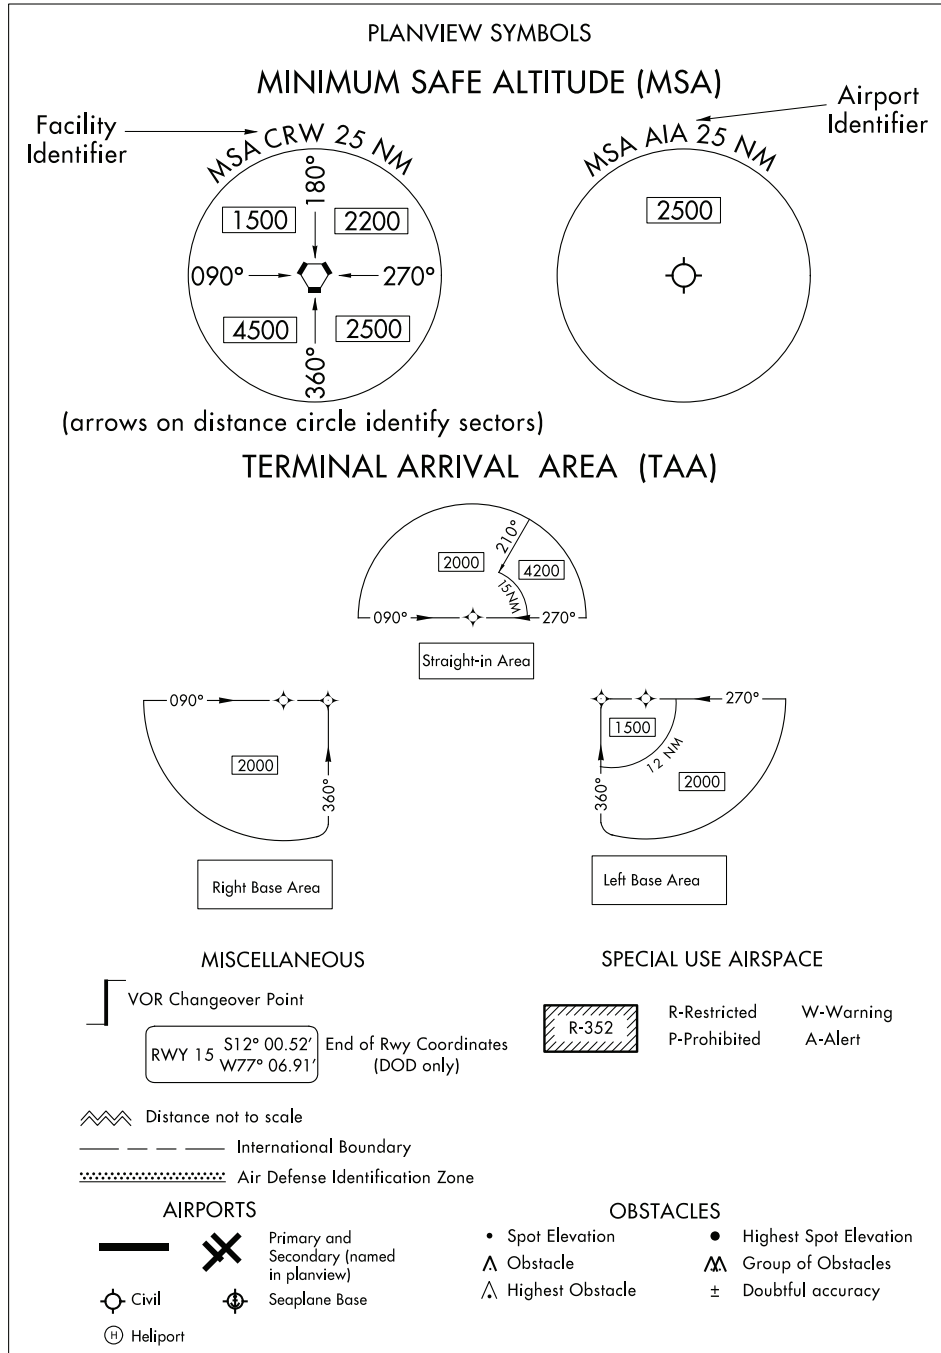 PLANVIEW SYMBOLS
MINIMUM SAFE ALTITUDE (MSA)
Facility
Identifier
MSA CRW 25 NM
180°
1500
2200
090°
270°
4500
2500
360°
Airport
Identifier
MSA AIA 25 NM
2500
(arrows on distance circle identify sectors)
TERMINAL ARRIVAL AREA (TAA)
210°
2000
4200
15 NM
090°
270°
Straight-in Area
090°
2000
360°
Right Base Area
270°
1500
12 NM
2000
360°
Left Base Area
MISCELLANEOUS
VOR Changeover Point
RWY 15
S12° 00.52'
W77° 06.91'
End of Rwy Coordinates
(DOD only)
Distance not to scale
International Boundary
Air Defense Identification Zone
SPECIAL USE AIRSPACE
R-352
R-Restricted
W-Warning
P-Prohibited
A-Alert
AIRPORTS
Primary and
Secondary (named
in planview)
Civil
Seaplane Base
H
Heliport
OBSTACLES
Spot Elevation
Highest Spot Elevation
Obstacle
Group of Obstacles
Highest Obstacle
± Doubtful accuracy